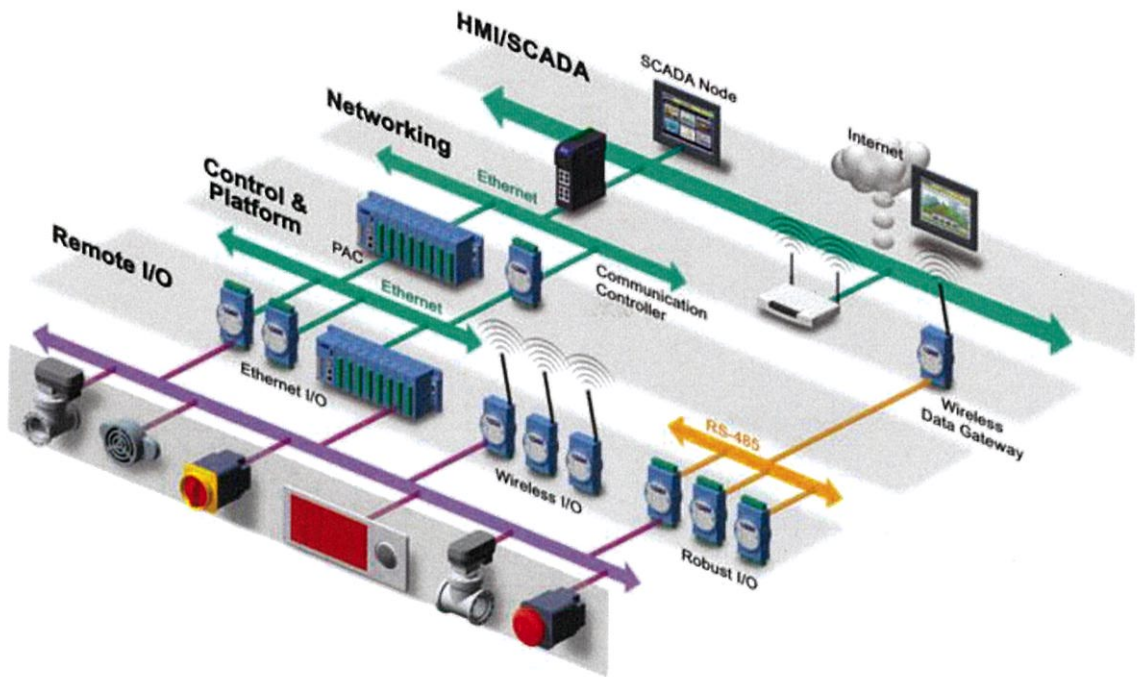 HMI/SCADA
SCADA Node
Networking
Internet
Ethernet
Control &
Platform
PAC
Communication
Controller
Remote I/O
Ethernet
Ethernet I/O
Wireless
Data Gateway
RS-485
Wireless I/O
Robust I/O